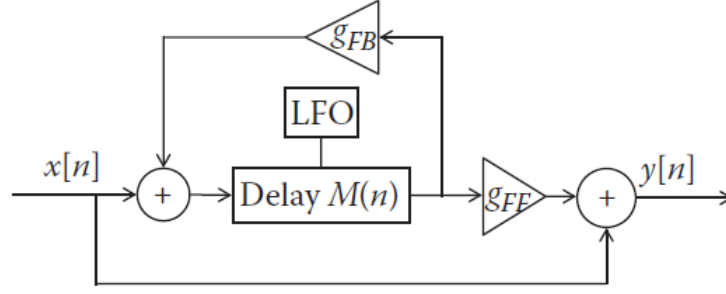 g_FB
LFO
x[n]
+
Delay M(n)
g_FF
+
y[n]